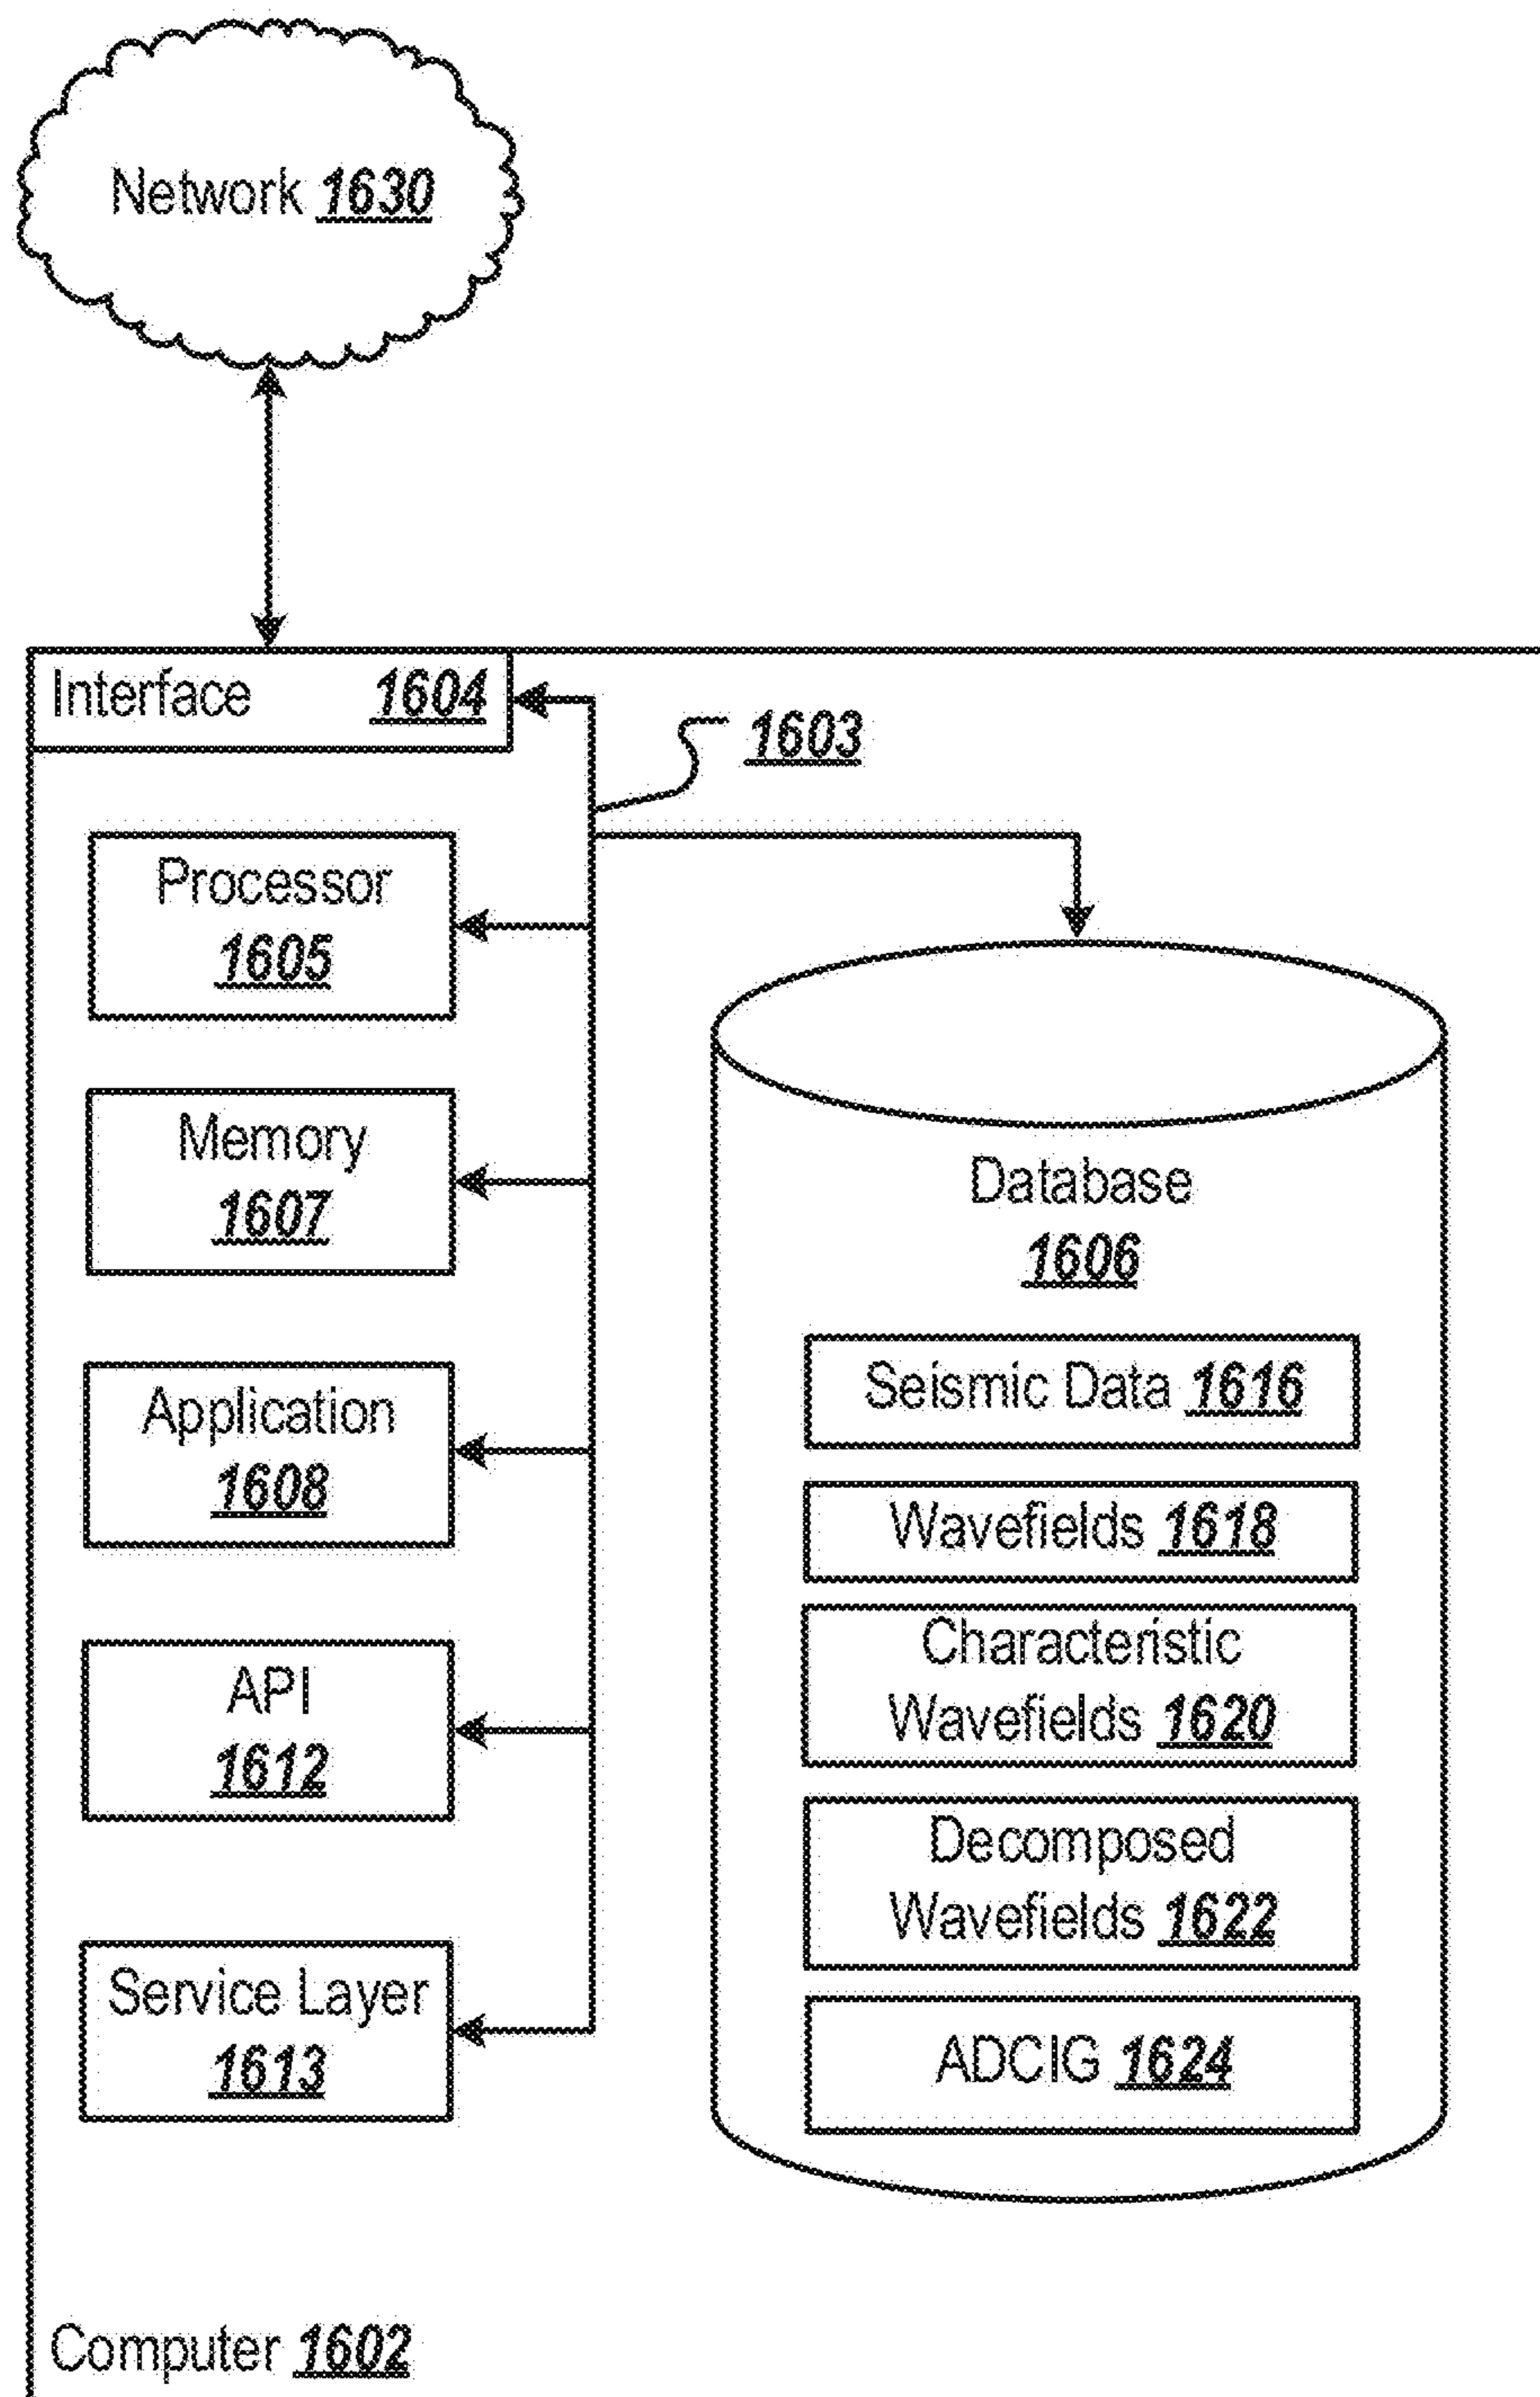 Network 1630
Interface 1604
1603
Processor
1605
Memory
1607
Application
1608
API
1612
Service Layer
1613
Database
1606
Seismic Data 1616
Wavefields 1618
Characteristic
Wavefields 1620
Decomposed
Wavefields 1622
ADCIG 1624
Computer 1602